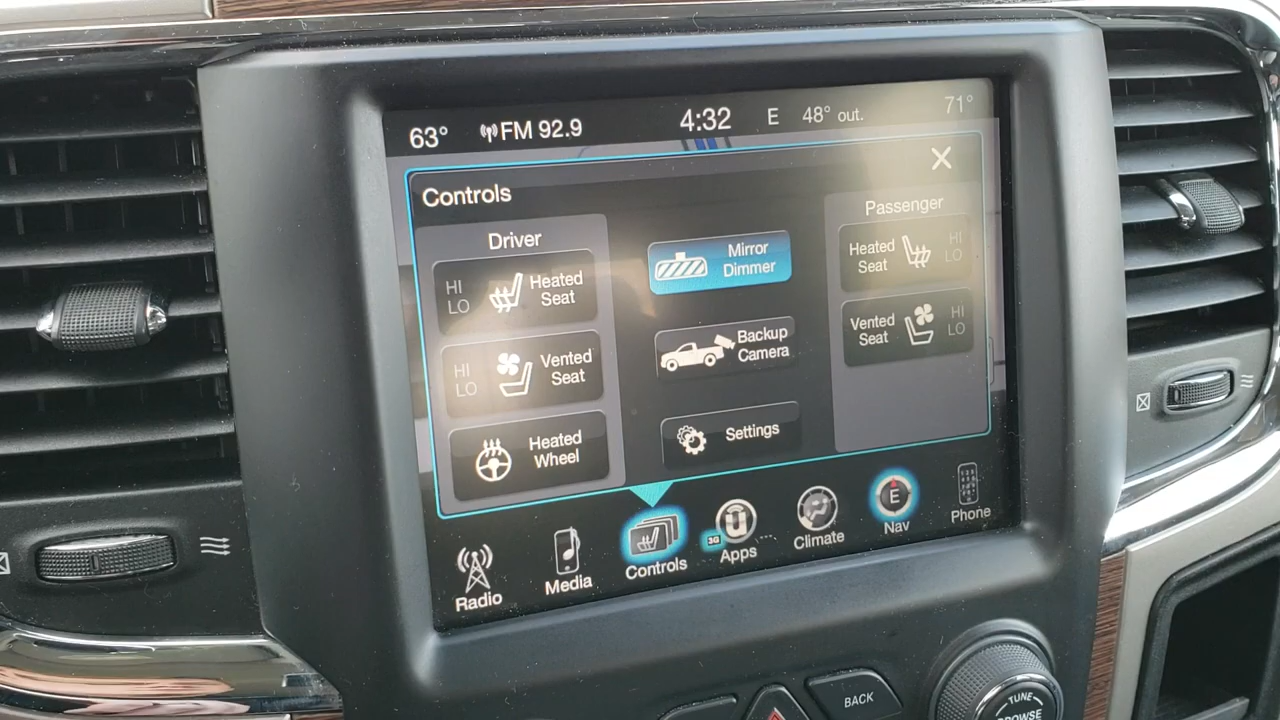 63° FM 92.9 4:32 E 48° out. 71°
Controls X
Driver
HI
LO
Heated
Seat
HI
LO
Vented
Seat
Heated
Wheel
Mirror
Dimmer
Backup
Camera
Settings
Passenger
Heated
Seat
HI
LO
Vented
Seat
HI
LO
Radio
Media
Controls
3G
Apps
Climate
E
Nav
Phone
BACK
TUNE
BROWSE